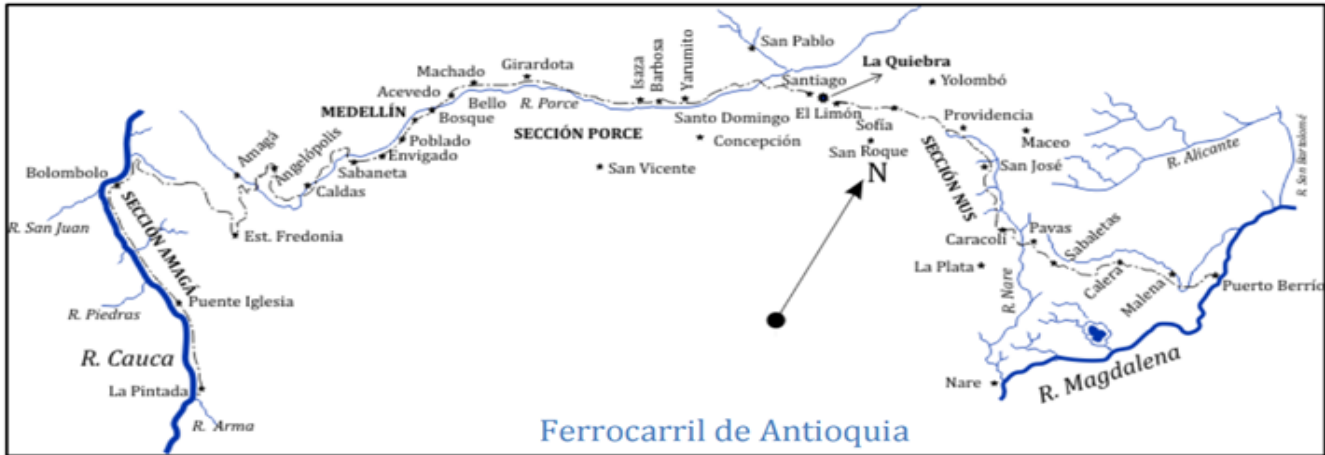 San Pablo
Isaza
Barbosa
Yarumito
Girardota
Machado
La Quiebra
Santiago
Yolombó
Acevedo
MEDELLÍN
Bello
R. Porce
Bosque
El Limón
SECCIÓN PORCE
Santo Domingo
Concepción
Sofía
Providencia
Maceo
Amagá
Angelópolis
Poblado
Envigado
San Vicente
San Roque
N
San José
R. Alicante
R. San Bartolomé
Bolombolo
Sabaneta
Caldas
SECCIÓN NUS
R. San Juan
SECCIÓN AMAGÁ
Est. Fredonia
Caracolí
Pavas
Sabaletas
La Plata
R. Nare
Calera
Malena
Puerto Berrío
Puente Iglesia
R. Piedras
R. Cauca
La Pintada
Nare
R. Magdalena
R. Arma
Ferrocarril de Antioquia